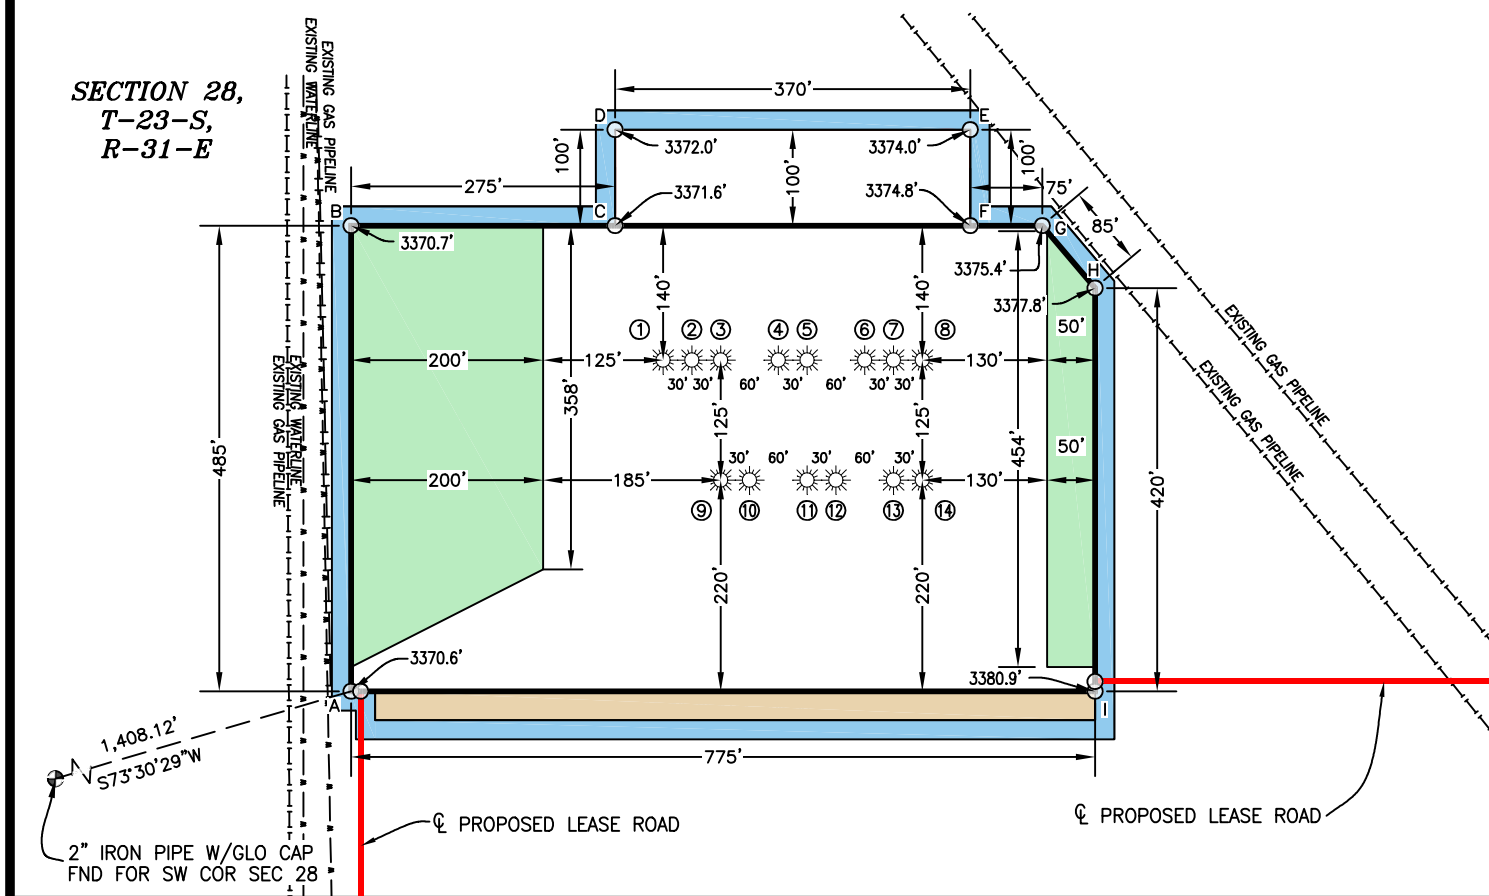 SECTION 28,
T-23-S,
R-31-E
EXISTING GAS PIPELINE
EXISTING WATERLINE
370'
D
E
3372.0'
3374.0'
100'
100'
100'
275'
3371.6'
3374.8'
75'
B
C
F
G
85'
3370.7'
3375.4'
H
3377.8'
140'
140'
EXISTING GAS PIPELINE
EXISTING GAS PIPELINE
1
2
3
4
5
6
7
8
50'
200'
125'
130'
30'
30'
60'
30'
60'
30'
30'
EXISTING WATERLINE
EXISTING GAS PIPELINE
358'
125'
125'
485'
454'
50'
420'
30'
60'
30'
60'
30'
200'
185'
130'
9
10
11
12
13
14
220'
220'
3370.6'
3380.9'
A
I
1,408.12'
S73°30'29"W
775'
℄ PROPOSED LEASE ROAD
℄ PROPOSED LEASE ROAD
2" IRON PIPE W/GLO CAP
FND FOR SW COR SEC 28